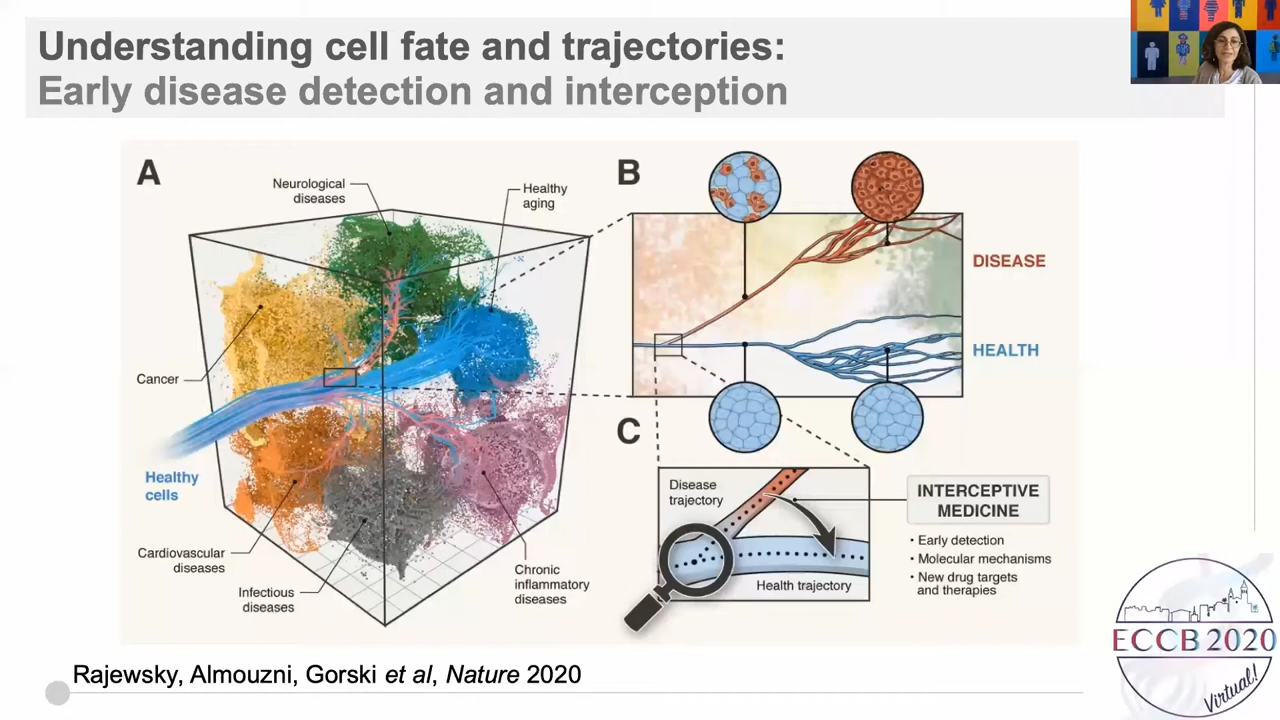 Understanding cell fate and trajectories:
Early disease detection and interception
A
Neurological
diseases
Healthy
aging
Cancer
Healthy
cells
Cardiovascular
diseases
Infectious
diseases
Chronic
inflammatory
diseases
B
DISEASE
HEALTH
C
Disease
trajectory
Health trajectory
INTERCEPTIVE
MEDICINE
• Early detection
• Molecular mechanisms
• New drug targets
and therapies
Rajewsky, Almouzni, Gorski et al, Nature 2020
ECCB 2020
Virtual!